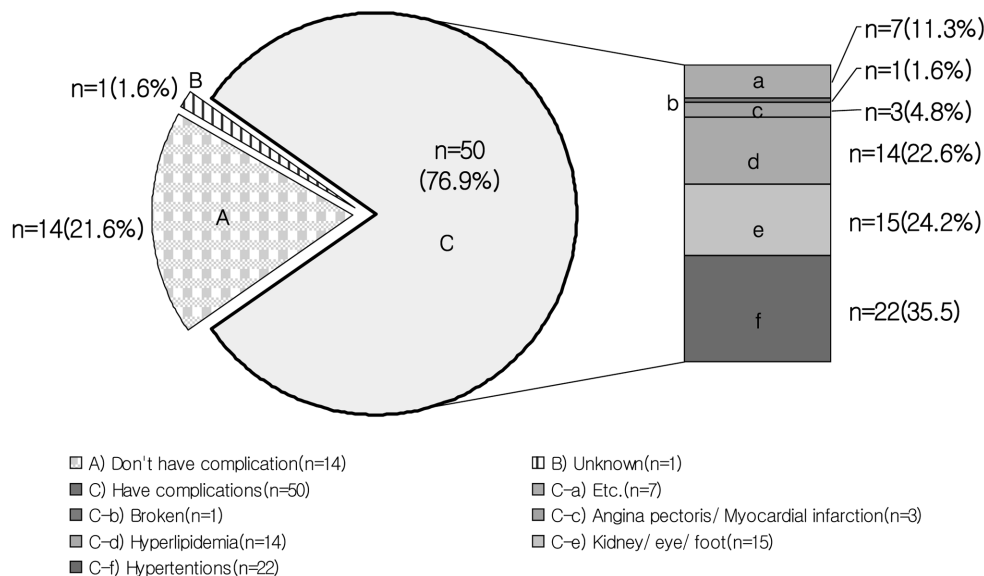 n=7(11.3%)
n=1(1.6%)
B
n=1(1.6%)
a
b
c
n=3(4.8%)
n=50
(76.9%)
d
n=14(22.6%)
A
n=14(21.6%)
C
e
n=15(24.2%)
f
n=22(35.5)
A) Don't have complication(n=14)
B) Unknown(n=1)
C) Have complications(n=50)
C-a) Etc.(n=7)
C-b) Broken(n=1)
C-c) Angina pectoris/ Myocardial infarction(n=3)
C-d) Hyperlipidemia(n=14)
C-e) Kidney/ eye/ foot(n=15)
C-f) Hypertentions(n=22)